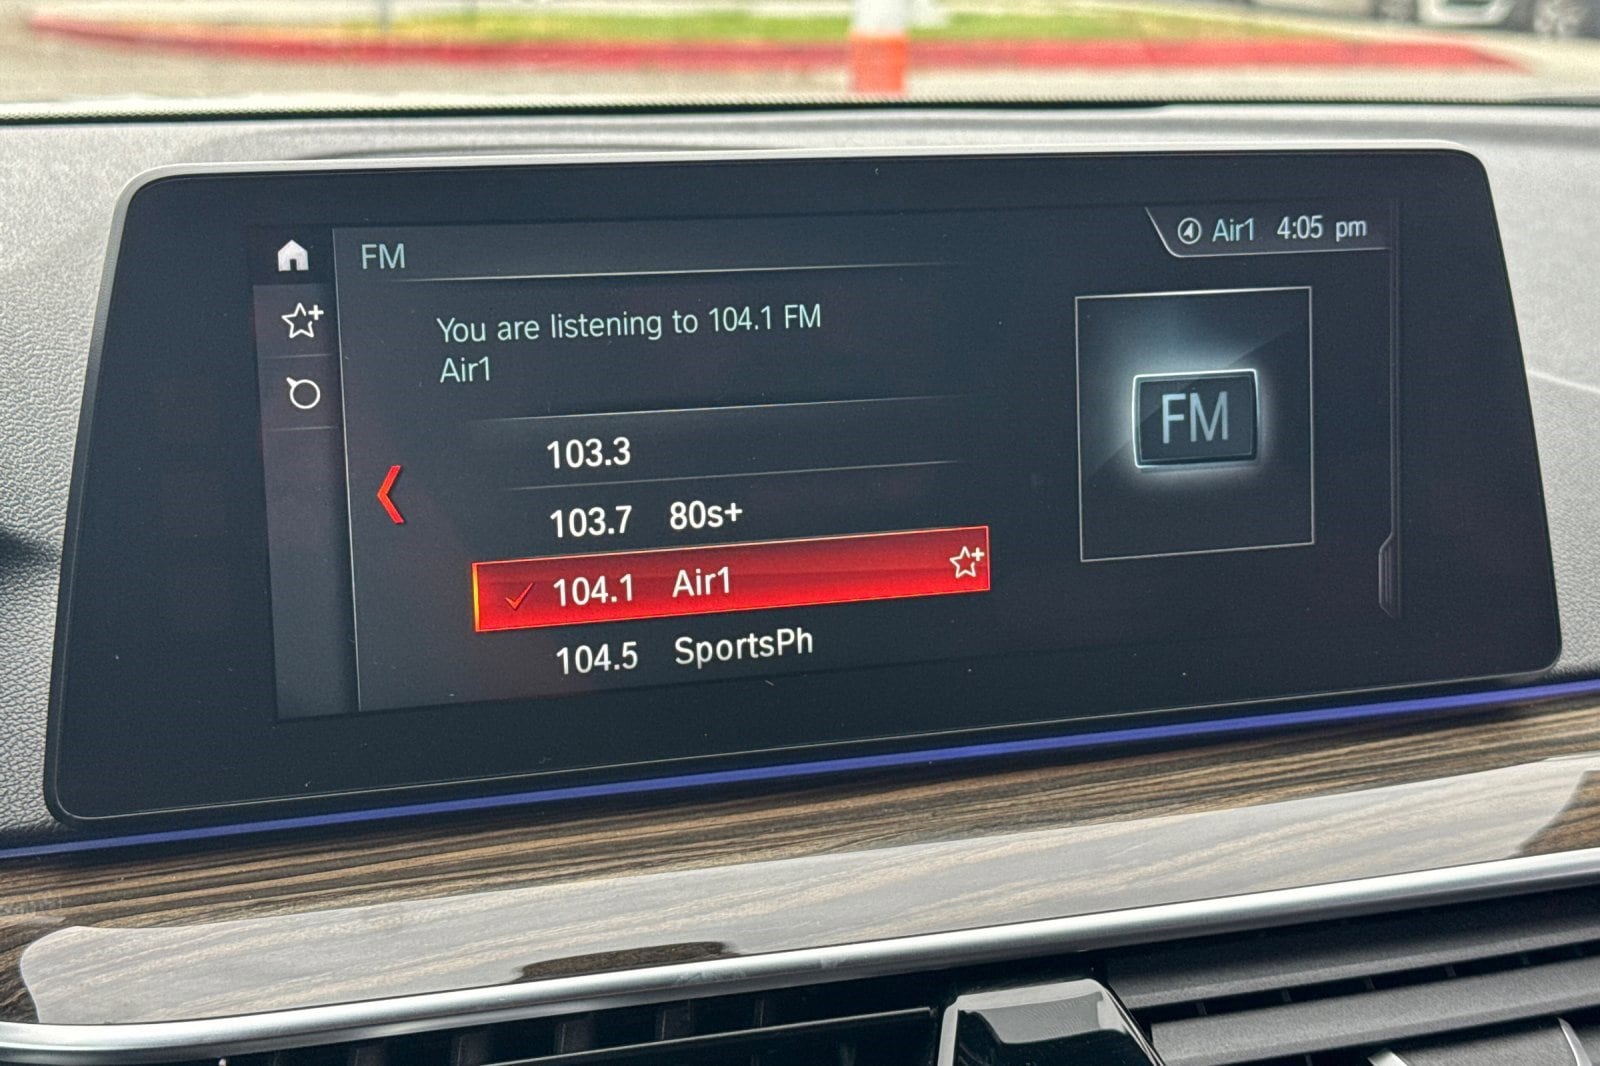 FM
Air1 4:05 pm
You are listening to 104.1 FM
Air1
103.3
103.7 80s+
104.1 Air1
104.5 SportsPh
FM